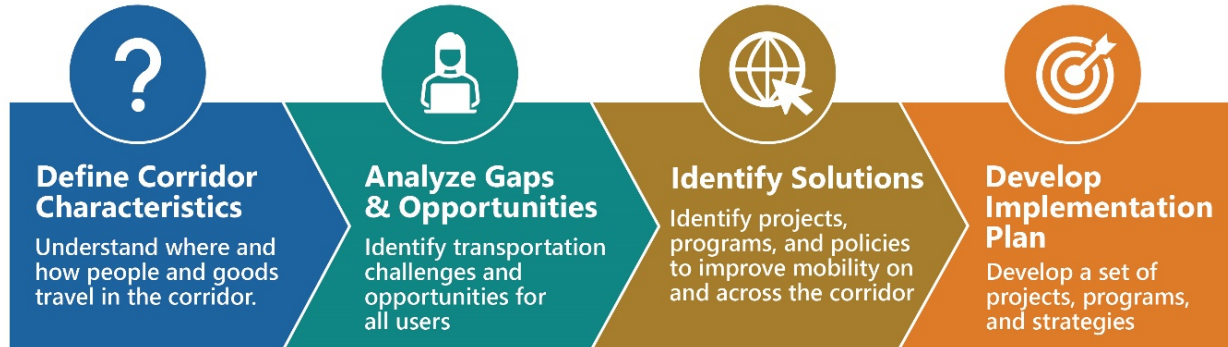 Define Corridor
Characteristics
Understand where and
how people and goods
travel in the corridor.
Analyze Gaps
& Opportunities
Identify transportation
challenges and
opportunities for
all users
Identify Solutions
Identify projects,
programs, and policies
to improve mobility on
and across the corridor
Develop
Implementation
Plan
Develop a set of
projects, programs,
and strategies